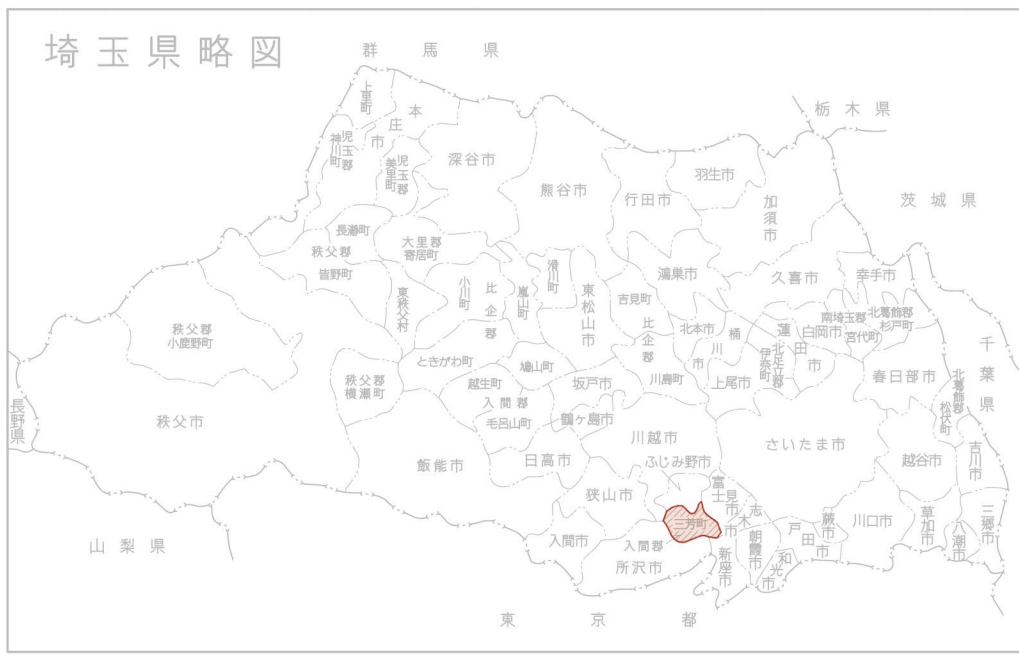 埼玉県略図
群馬県
栃木県
茨城県
千葉県
東京都
山梨県
長野県
上里町
本庄市
児玉郡
神川町
児玉郡
美里町
深谷市
熊谷市
行田市
羽生市
加須市
長瀞町
秩父郡
皆野町
大里郡
寄居町
東秩父村
小川町
比企郡
嵐山町
滑川町
東松山市
吉見町
鴻巣市
久喜市
幸手市
秩父郡
小鹿野町
ときがわ町
鳩山町
比企郡
川島町
北本市
桶川市
北足立郡
伊奈町
蓮田市
白岡市
南埼玉郡
宮代町
北葛飾郡
杉戸町
秩父市
秩父郡
横瀬町
越生町
入間郡
毛呂山町
坂戸市
鶴ヶ島市
上尾市
春日部市
北葛飾郡
松伏町
飯能市
日高市
川越市
さいたま市
越谷市
吉川市
ふじみ野市
狭山市
富士見市
三芳町
入間市
入間郡
所沢市
志木市
新座市
朝霞市
和光市
戸田市
蕨市
川口市
草加市
八潮市
三郷市